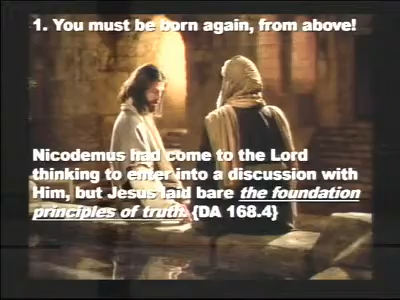 1. You must be born again, from above!
Nicodemus had come to the Lord
thinking to enter into a discussion with
Him, but Jesus laid bare the foundation
principles of truth. {DA 168.4}